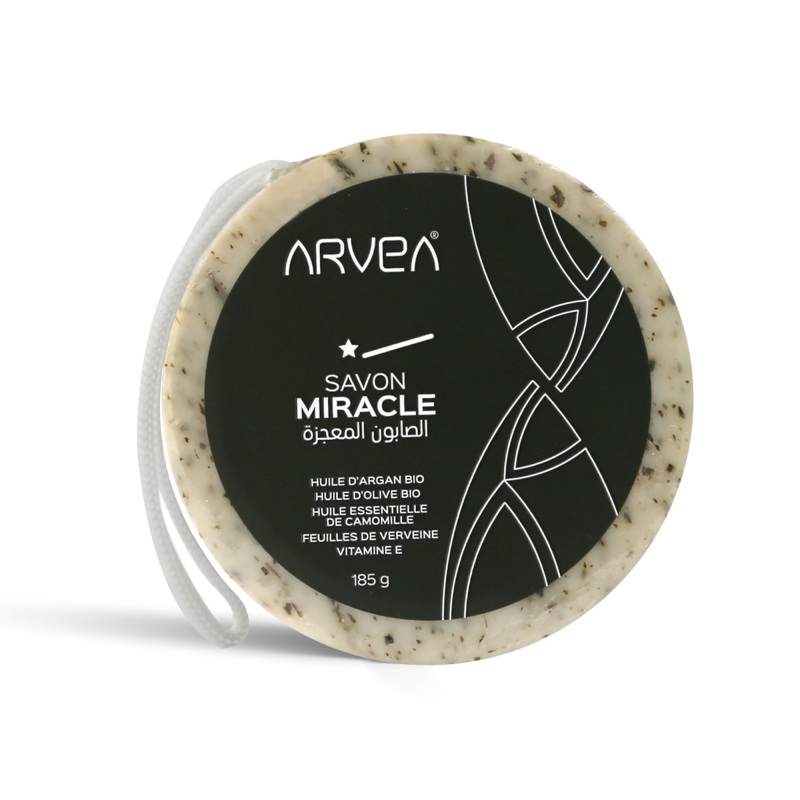 ARVEA®
SAVON
MIRACLE
الصابون المعجزة
HUILE D'ARGAN BIO
HUILE D'OLIVE BIO
HUILE ESSENTIELLE
DE CAMOMILLE
FEUILLES DE VERVEINE
VITAMINE E
185 g